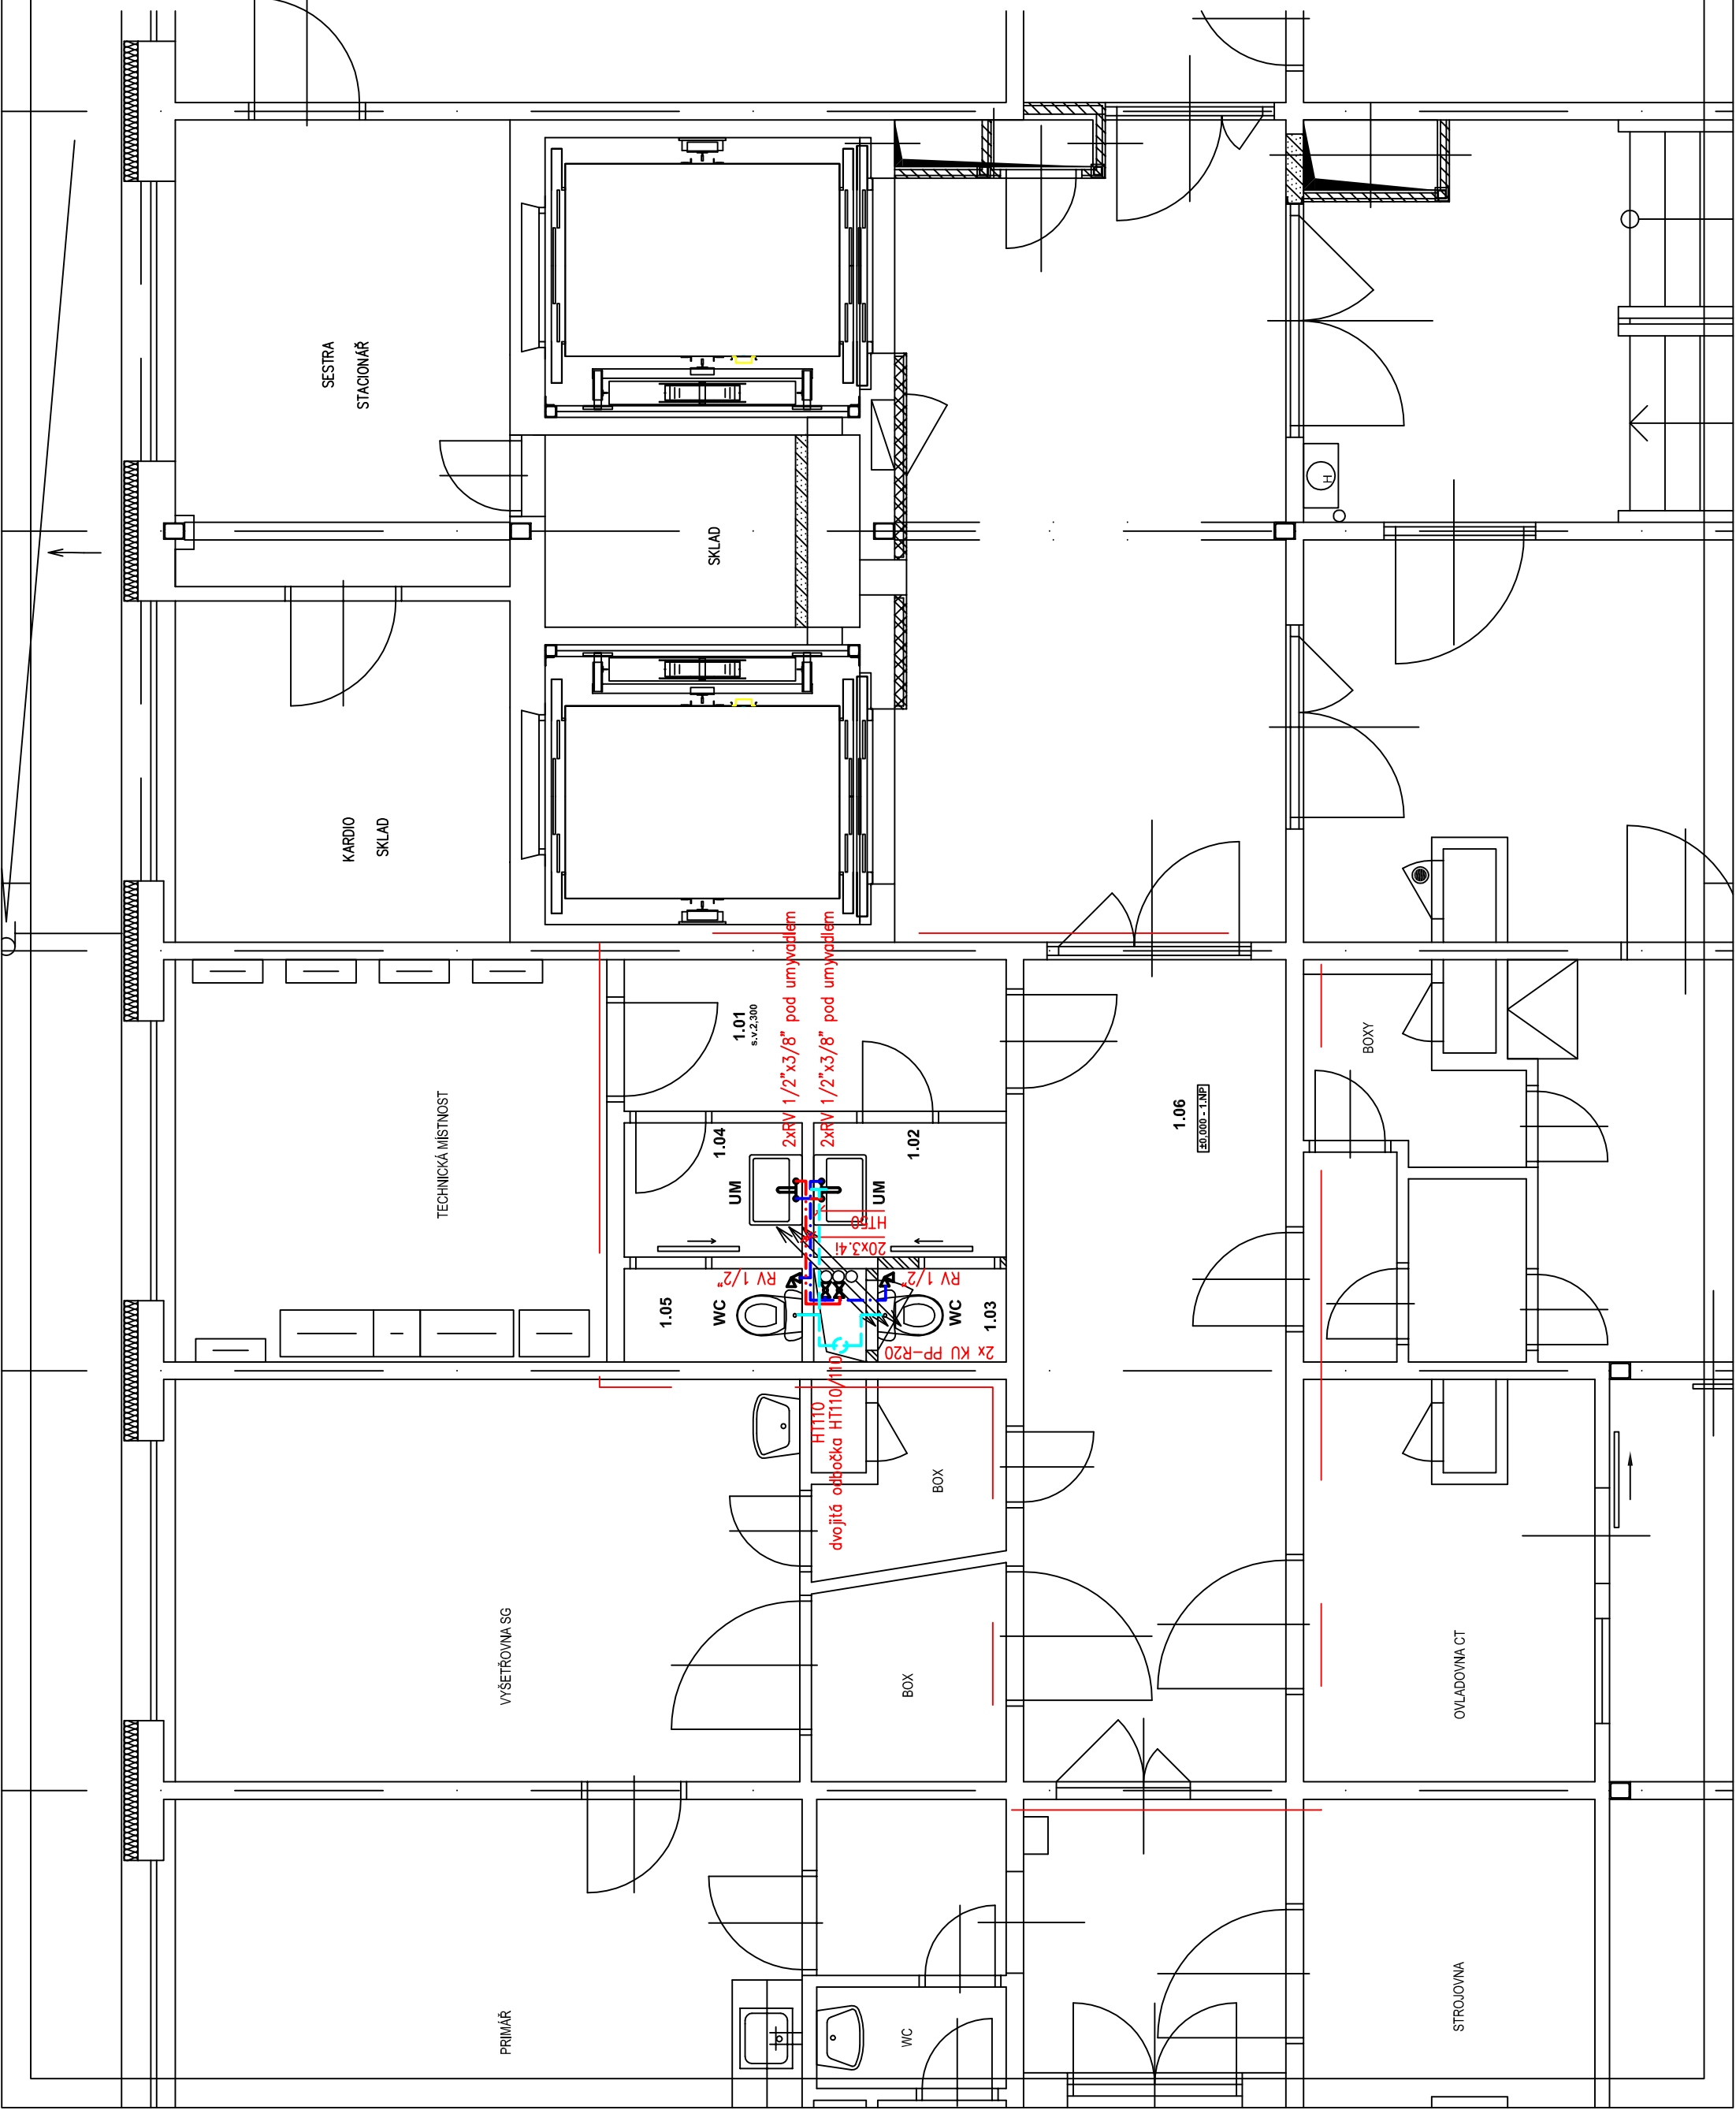 SESTRA
STACIONÁŘ
SKLAD
H
KARDIO
SKLAD
TECHNICKÁ MÍSTNOST
1.01
s.v.2,300
2xRV 1/2"x3/8" pod umyvadlem
2xRV 1/2"x3/8" pod umyvadlem
1.04
1.02
UM
UM
HT50
20x3.4i
RV 1/2"
RV 1/2"
1.05
WC
WC
1.03
2x KU PP-R20
1.06
±0,000 - 1.NP
BOXY
HT110
dvojitá odbočka HT110/110
VYŠETŘOVNA SG
BOX
BOX
OVLADOVNA CT
PRIMÁŘ
WC
STROJOVNA